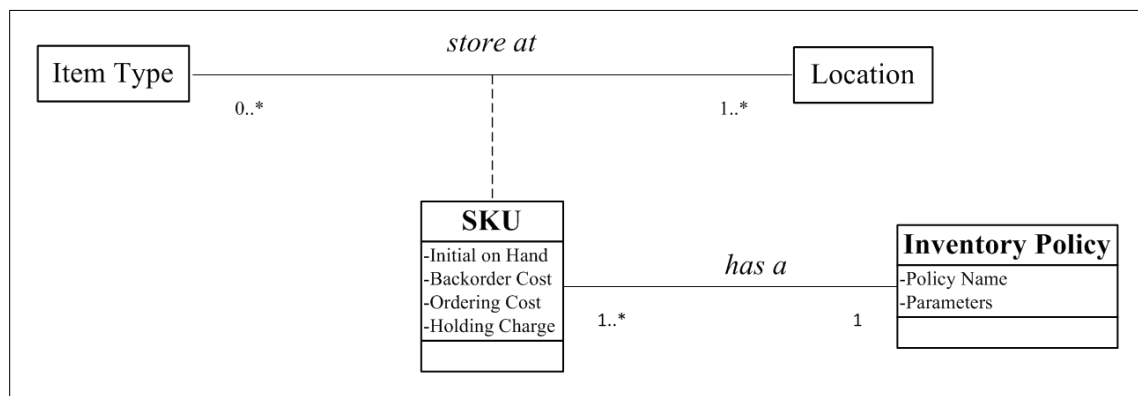 store at
Item Type
Location
0..*
1..*
SKU
-Initial on Hand
-Backorder Cost
-Ordering Cost
-Holding Charge
has a
1..*
1
Inventory Policy
-Policy Name
-Parameters